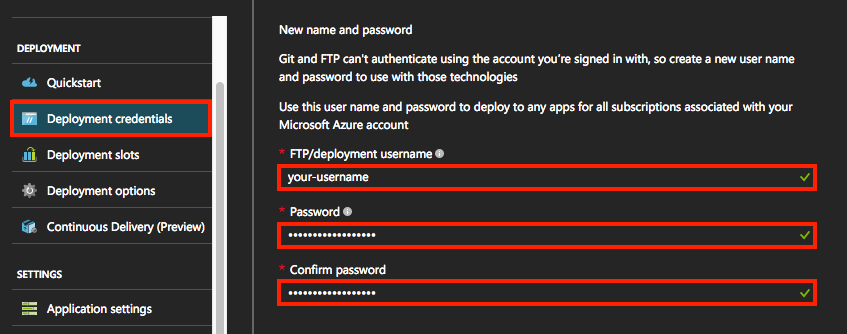 DEPLOYMENT
Quickstart
Deployment credentials
Deployment slots
Deployment options
Continuous Delivery (Preview)
SETTINGS
Application settings
New name and password
Git and FTP can't authenticate using the account you're signed in with, so create a new user name
and password to use with those technologies
Use this user name and password to deploy to any apps for all subscriptions associated with your
Microsoft Azure account
* FTP/deployment username
your-username
* Password
••••••••••••••••••
* Confirm password
••••••••••••••••••